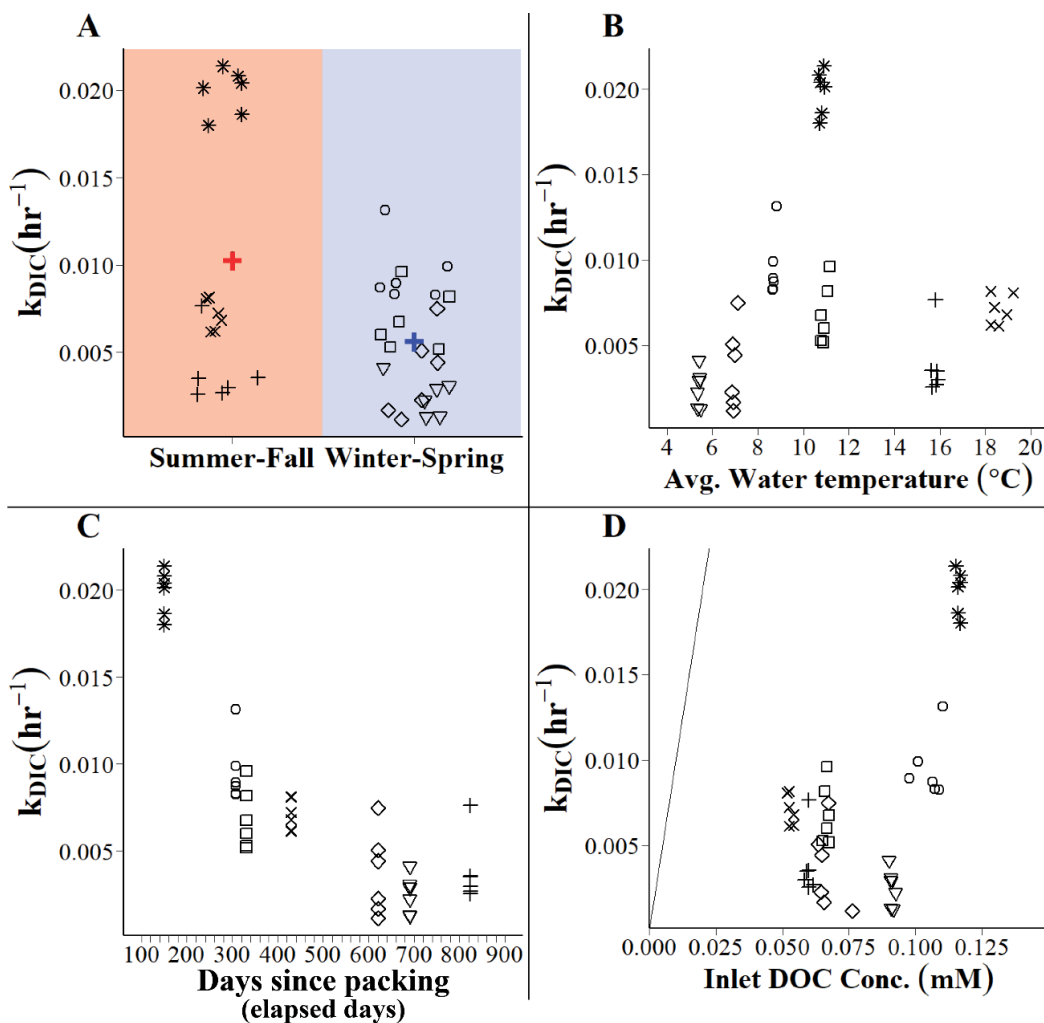 A
k_DIC(hr⁻¹)
0.020
0.015
0.010
0.005
Summer-Fall Winter-Spring
B
k_DIC(hr⁻¹)
0.020
0.015
0.010
0.005
4 6 8 10 12 14 16 18 20
Avg. Water temperature (°C)
C
k_DIC(hr⁻¹)
0.020
0.015
0.010
0.005
100 200 300 400 500 600 700 800 900
Days since packing
(elapsed days)
D
k_DIC(hr⁻¹)
0.020
0.015
0.010
0.005
0.000 0.025 0.050 0.075 0.100 0.125
Inlet DOC Conc. (mM)